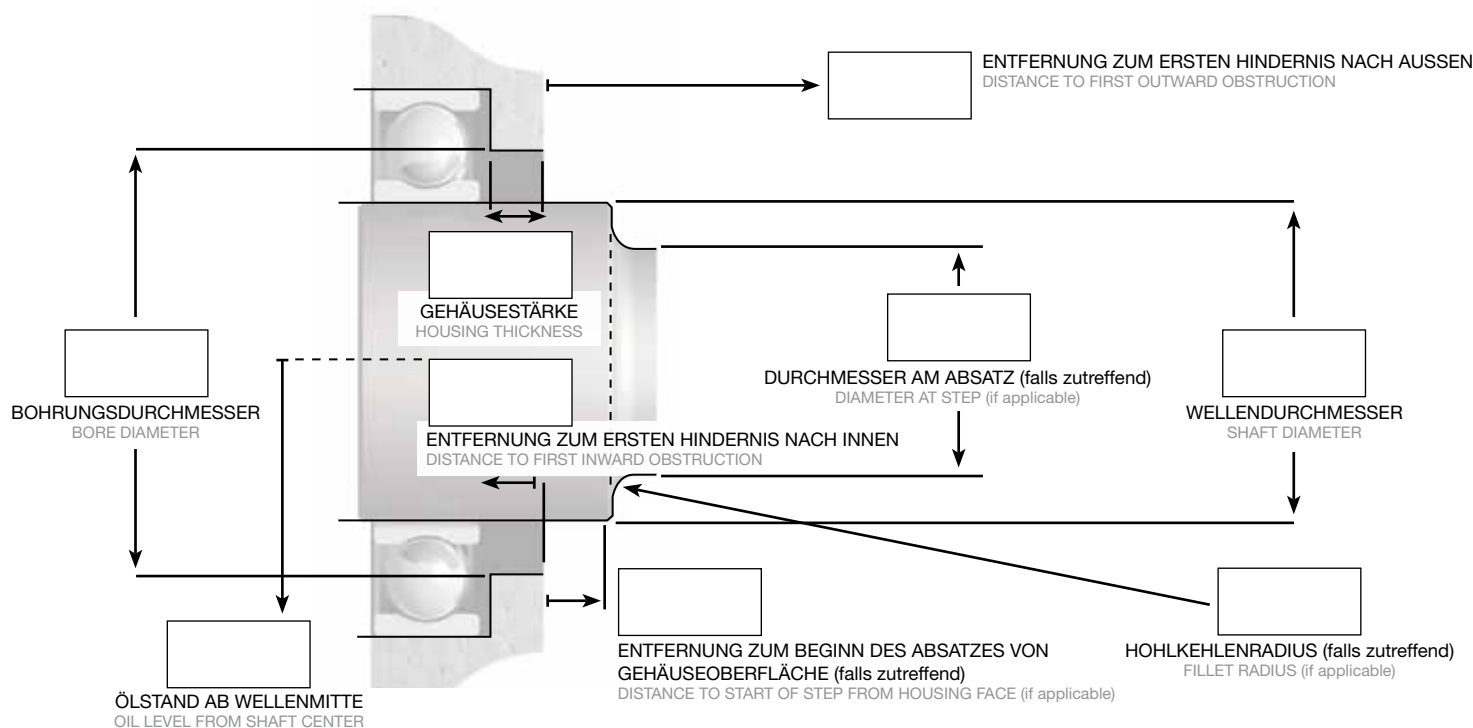 ENTFERNUNG ZUM ERSTEN HINDERNIS NACH AUSSEN
DISTANCE TO FIRST OUTWARD OBSTRUCTION
GEHÄUSESTÄRKE
HOUSING THICKNESS
BOHRUNGSDURCHMESSER
BORE DIAMETER
DURCHMESSER AM ABSATZ (falls zutreffend)
DIAMETER AT STEP (if applicable)
WELLENDURCHMESSER
SHAFT DIAMETER
ENTFERNUNG ZUM ERSTEN HINDERNIS NACH INNEN
DISTANCE TO FIRST INWARD OBSTRUCTION
ÖLSTAND AB WELLENMITTE
OIL LEVEL FROM SHAFT CENTER
ENTFERNUNG ZUM BEGINN DES ABSATZES VON
GEHÄUSEOBERFLÄCHE (falls zutreffend)
DISTANCE TO START OF STEP FROM HOUSING FACE (if applicable)
HOHLKEHLENRADIUS (falls zutreffend)
FILLET RADIUS (if applicable)